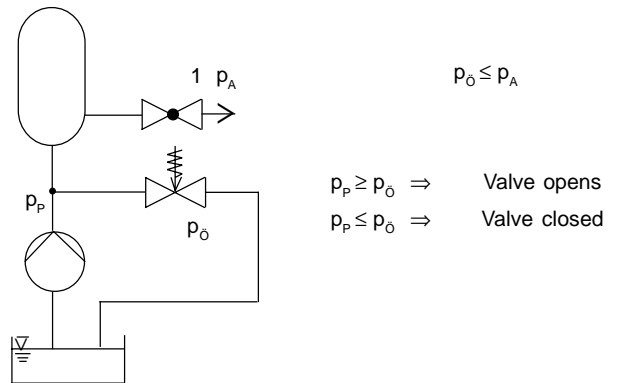 1 p_A
p_Ö ≤ p_A
p_P ≥ p_Ö ⇒ Valve opens
p_P
p_P ≤ p_Ö ⇒ Valve closed
p_Ö